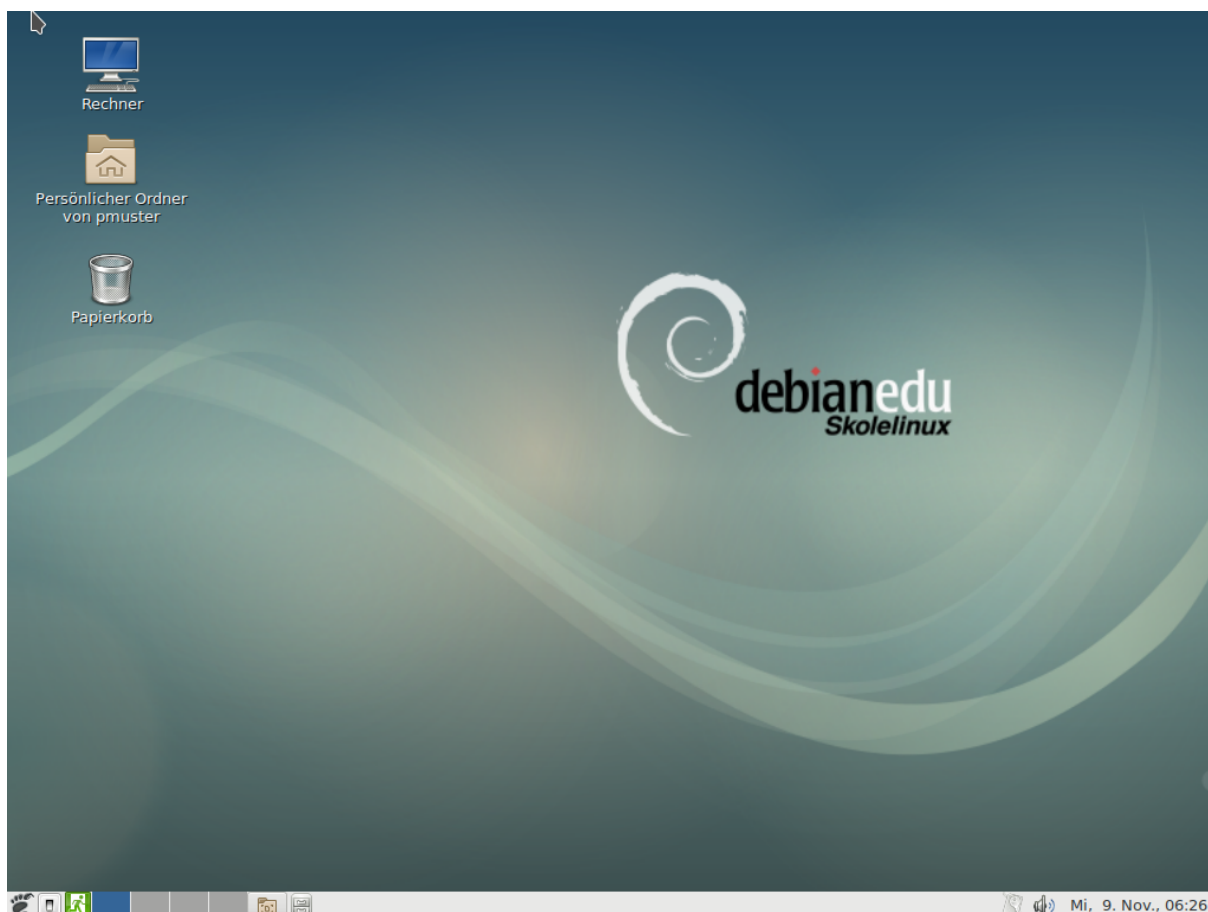 Rechner
Persönlicher Ordner
von pmuster
Papierkorb
debianedu
Skolelinux
Mi, 9. Nov., 06:26